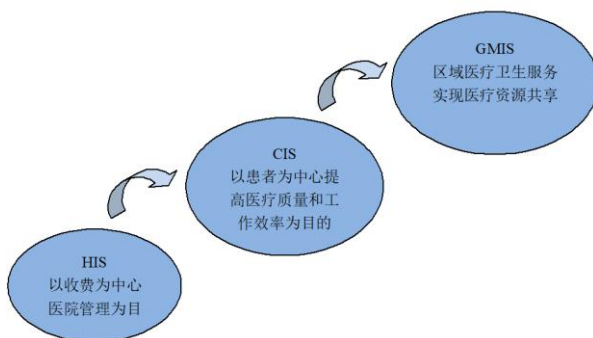 GMIS
区域医疗卫生服务
实现医疗资源共享
CIS
以患者为中心提
高医疗质量和工
作效率为目的
HIS
以收费为中心
医院管理为目